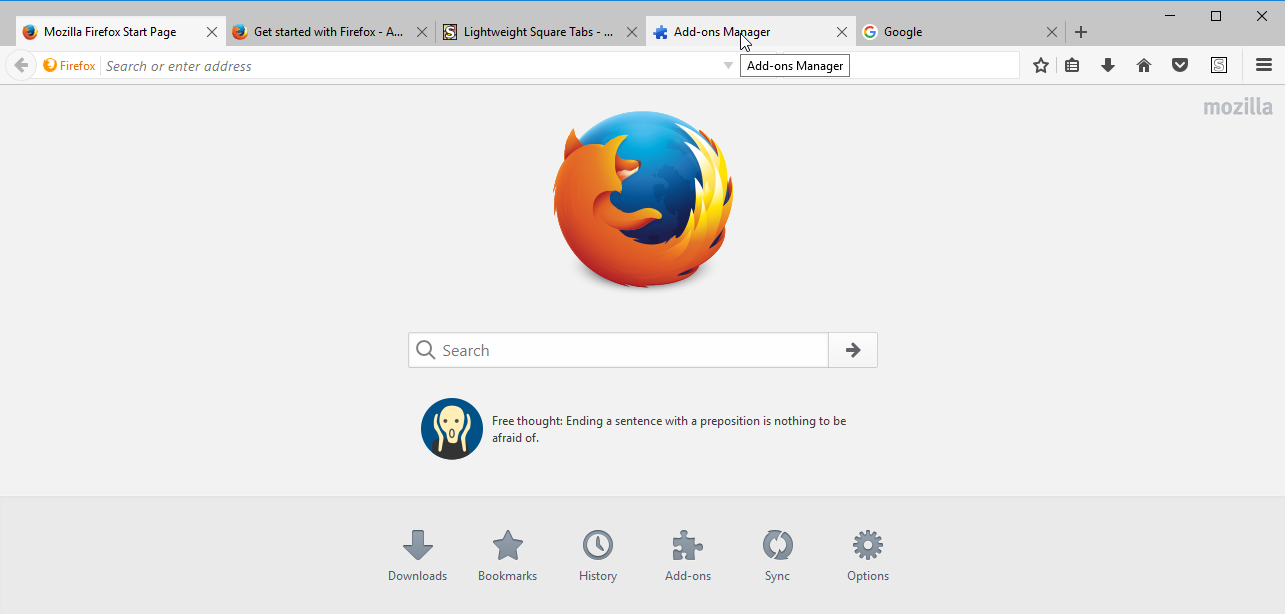 Mozilla Firefox Start Page
Get started with Firefox - A...
Lightweight Square Tabs - ...
Add-ons Manager
Google
Firefox
Search or enter address
Add-ons Manager
S
mozilla
Search
Free thought: Ending a sentence with a preposition is nothing to be
afraid of.
Downloads
Bookmarks
History
Add-ons
Sync
Options